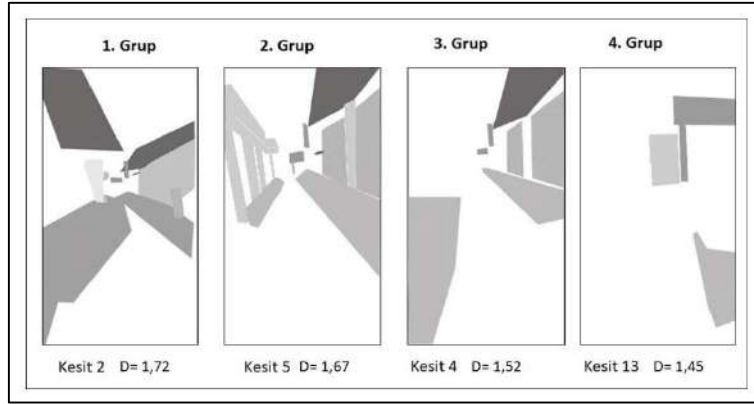 1. Grup 2. Grup 3. Grup 4. Grup
Kesit 2 D= 1,72 Kesit 5 D= 1,67 Kesit 4 D= 1,52 Kesit 13 D= 1,45